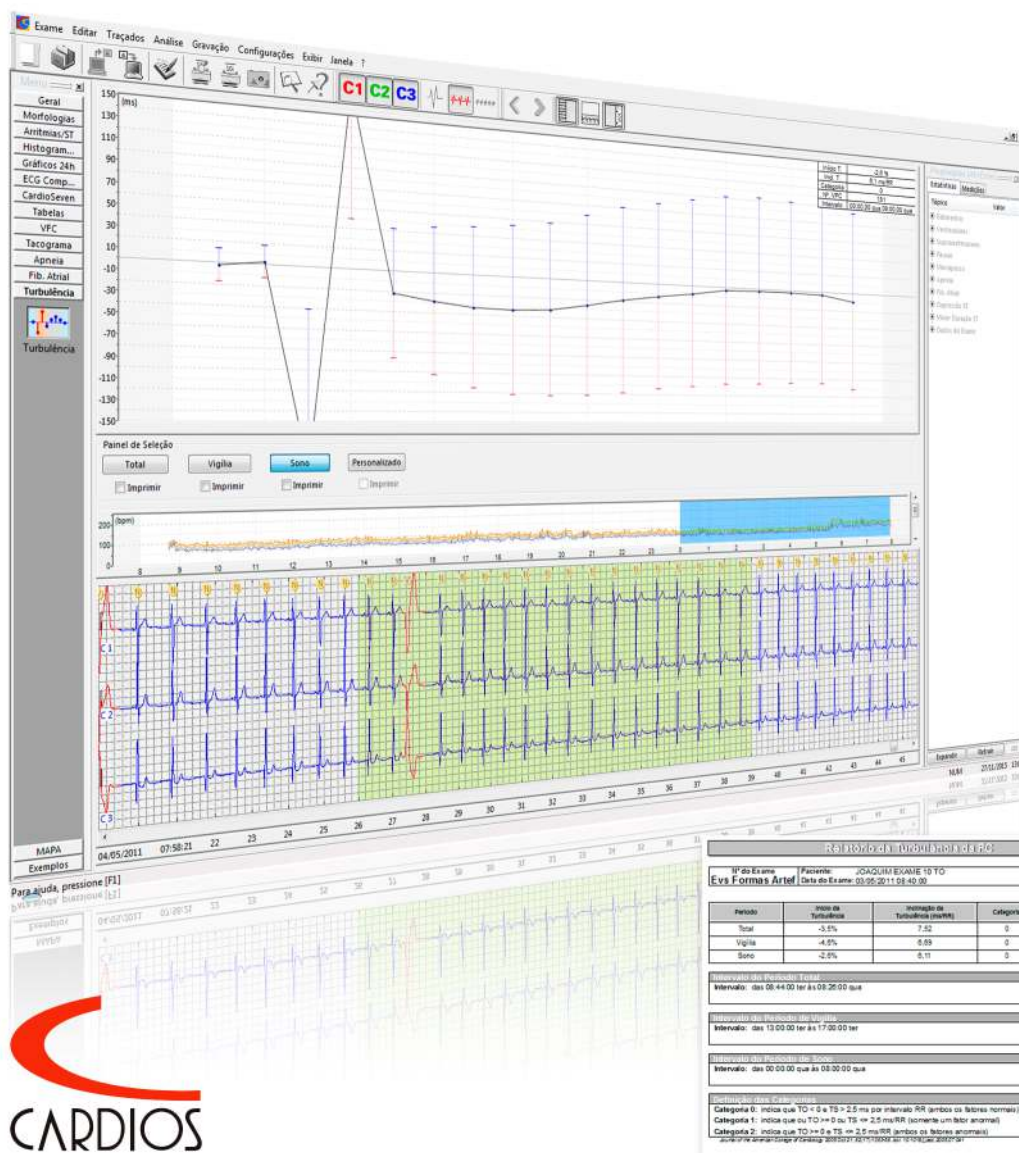 Exame Editar Traçados Análise Gravação Configurações Exibir Janela ?
C1 C2 C3
Menu
Geral
Morfologias
Arritmias/ST
Histogram...
Gráficos 24h
ECG Comp...
CardioSeven
Tabelas
VFC
Tacograma
Apneia
Fib. Atrial
Turbulência
Turbulência
MAPA
Exemplos
150 (ms)
130
110
90
70
50
30
10
-10
-30
-50
-70
-90
-110
-130
-150
Estatísticas Medições
Tópico Valor
Painel de Seleção
Total Vigília Sono Personalizado
Imprimir Imprimir Imprimir Imprimir
200 (bpm)
100
0
8 9 10 11 12 13 14 15 16 17 18 19 20 21 22 23 0 1 2 3 4 5 6 7 8
C 1
C 2
C 3
04/05/2011 07:58:21 22 23 24 25 26 27 28 29 30 31 32 33 34 35 36 37 38 39 40 41 42 43 44 45
Expandir Retrair
NUM 27/11/2015
Para ajuda, pressione [F1]
Relatório da Turbulência da FC
Nº do Exame
Evs Formas Artef
Paciente: JOAQUIM EXAME 10 TO
Data do Exame: 03/05/2011 08:40:00
Período Início da Turbulência Inclinação da Turbulência (ms/RR) Categoria
Total -3,5% 7,52 0
Vigília -4,6% 6,69 0
Sono -2,6% 6,11 0
Intervalo do Período Total
Intervalo: das 08:44:00 ter às 08:26:00 qua
Intervalo do Período de Vigília
Intervalo: das 13:00:00 ter às 17:00:00 ter
Intervalo do Período de Sono
Intervalo: das 00:00:00 qua às 08:00:00 qua
Definição das Categorias
Categoria 0: indica que TO < 0 e TS > 2.5 ms por intervalo RR (ambos os fatores normais)
Categoria 1: indica que ou TO >= 0 ou TS <= 2,5 ms/RR (somente um fator anormal)
Categoria 2: indica que TO >= 0 e TS <= 2,5 ms/RR (ambos os fatores anormais)
CARDIOS